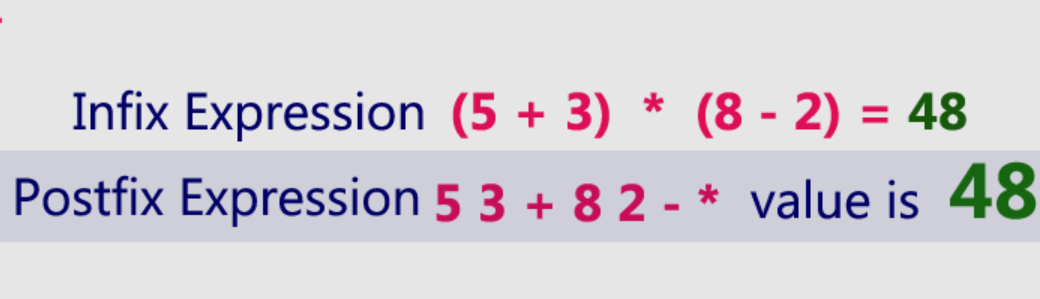 Infix Expression (5 + 3) * (8 - 2) = 48
Postfix Expression 5 3 + 8 2 - * value is 48